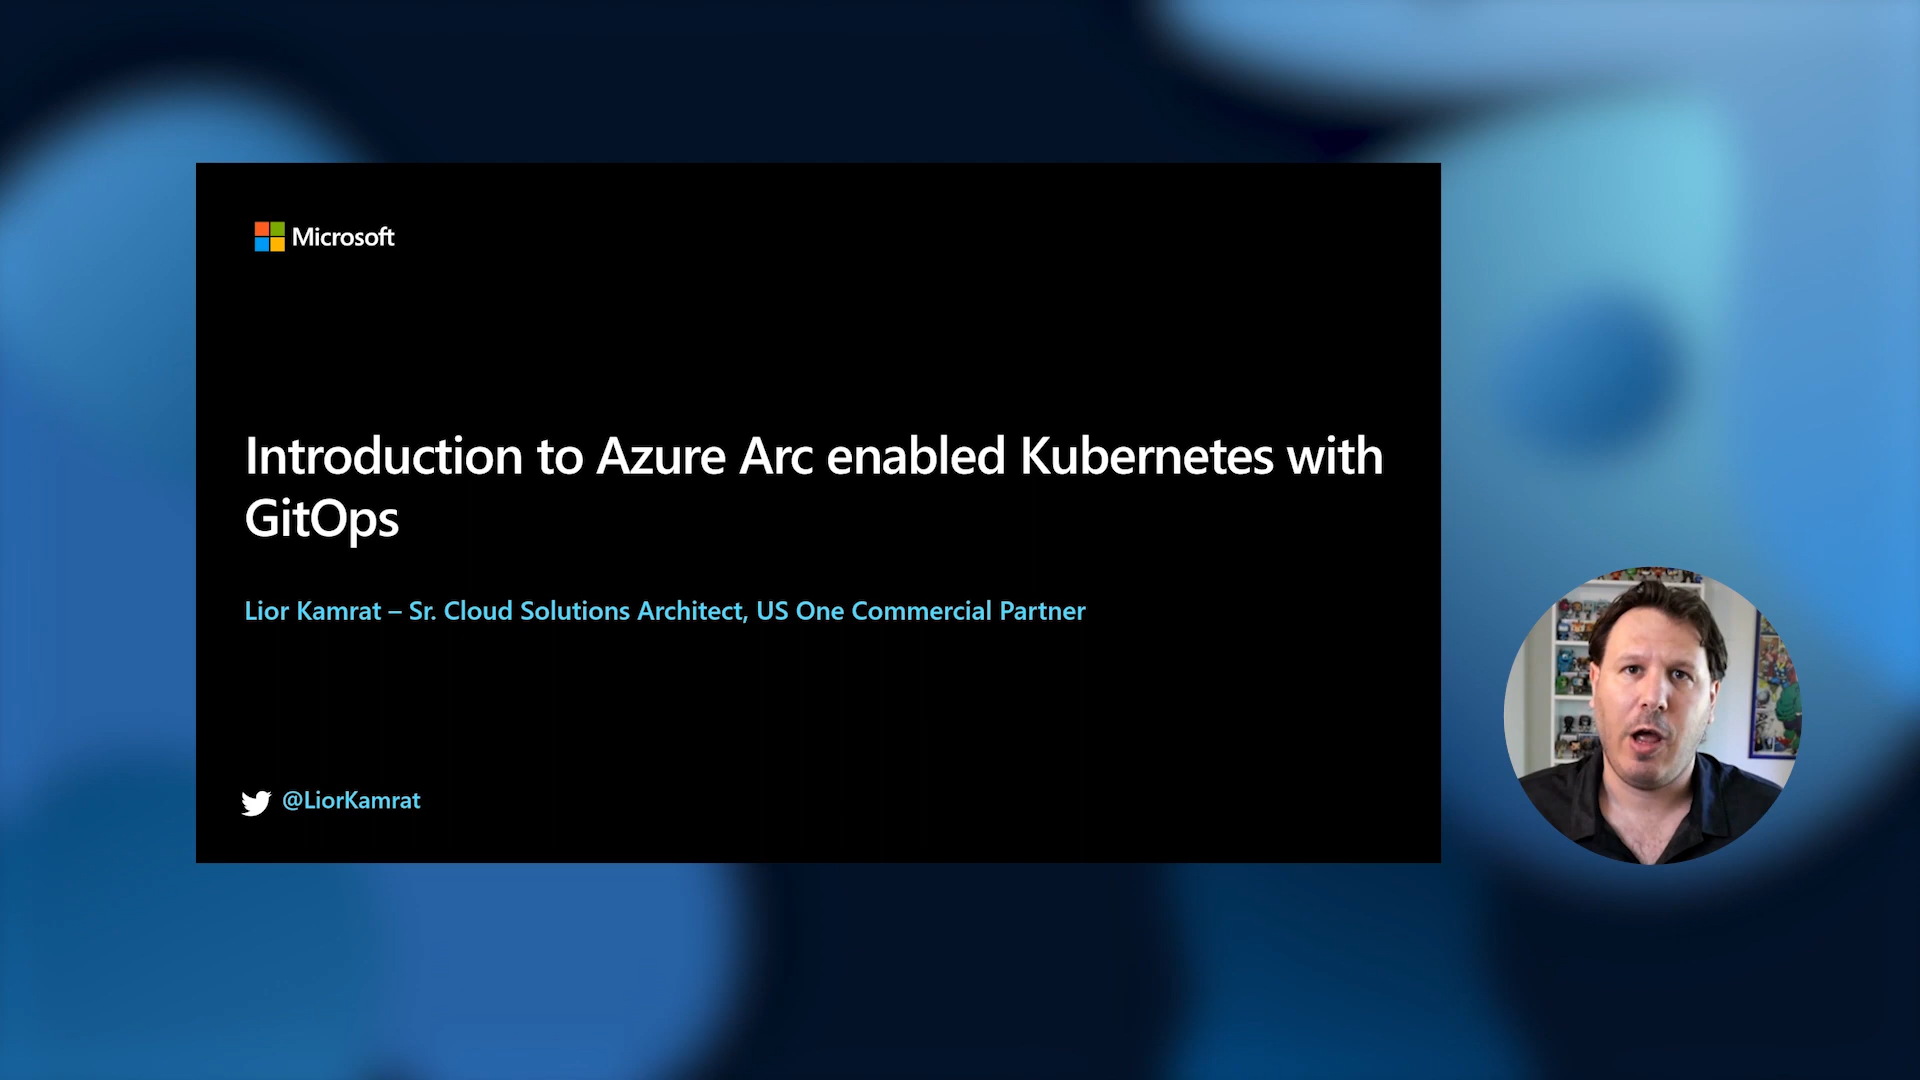 Microsoft
Introduction to Azure Arc enabled Kubernetes with
GitOps
Lior Kamrat – Sr. Cloud Solutions Architect, US One Commercial Partner
@LiorKamrat